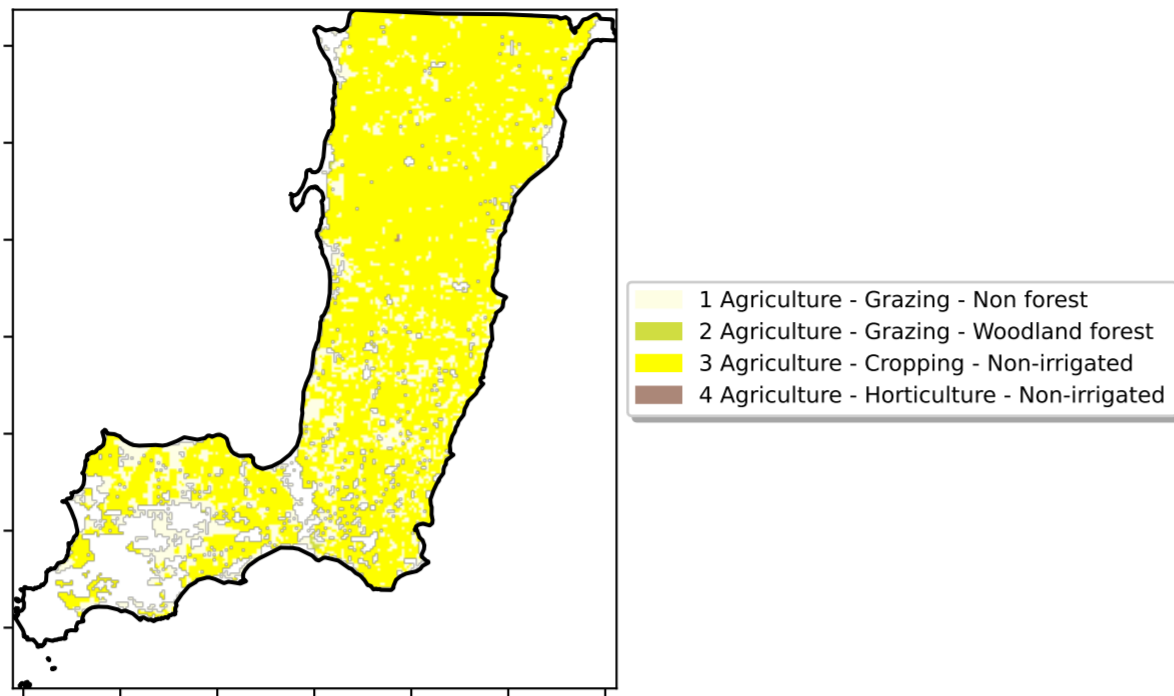 1 Agriculture - Grazing - Non forest
2 Agriculture - Grazing - Woodland forest
3 Agriculture - Cropping - Non-irrigated
4 Agriculture - Horticulture - Non-irrigated